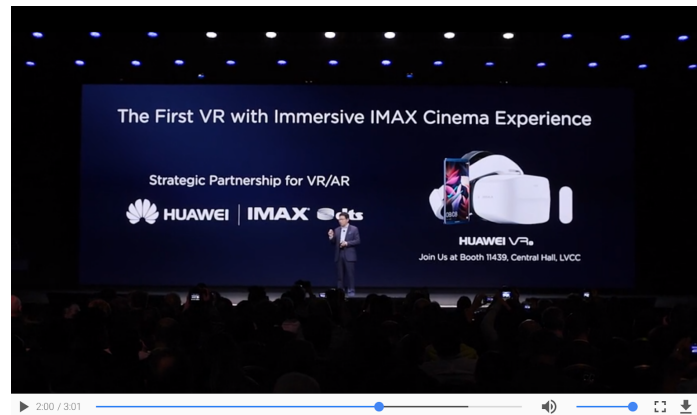 The First VR with Immersive IMAX Cinema Experience
Strategic Partnership for VR/AR
HUAWEI | IMAX dts
HUAWEI VR2
Join Us at Booth 11439, Central Hall, LVCC
2:00 / 3:01